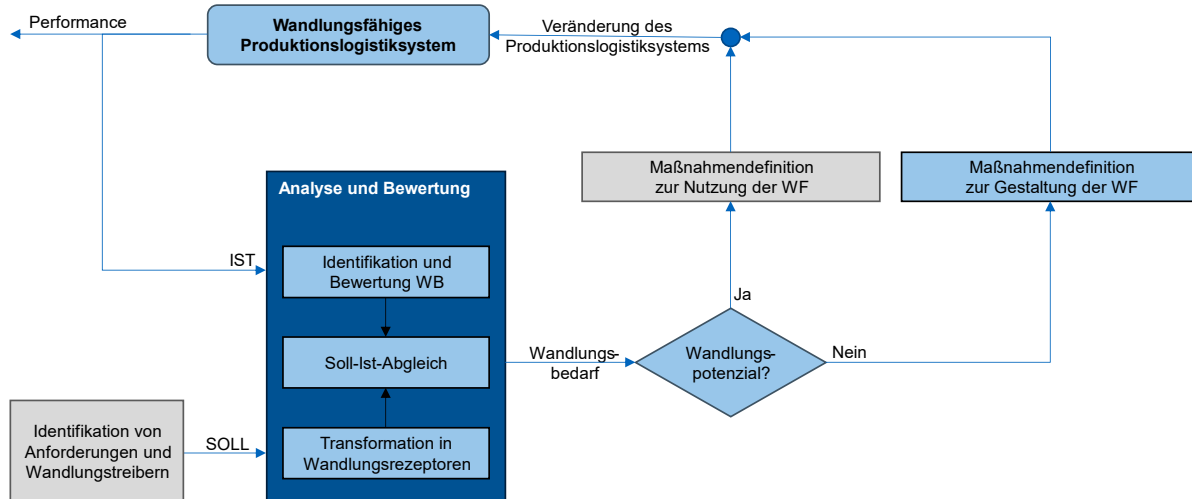 Performance
Wandlungsfähiges
Produktionslogistiksystem
Veränderung des
Produktionslogistiksystems
Maßnahmendefinition
zur Nutzung der WF
Maßnahmendefinition
zur Gestaltung der WF
Analyse und Bewertung
IST
Identifikation und
Bewertung WB
Ja
Soll-Ist-Abgleich
Wandlungs-
bedarf
Wandlungs-
potenzial?
Nein
Identifikation von
Anforderungen und
Wandlungstreibern
SOLL
Transformation in
Wandlungsrezeptoren